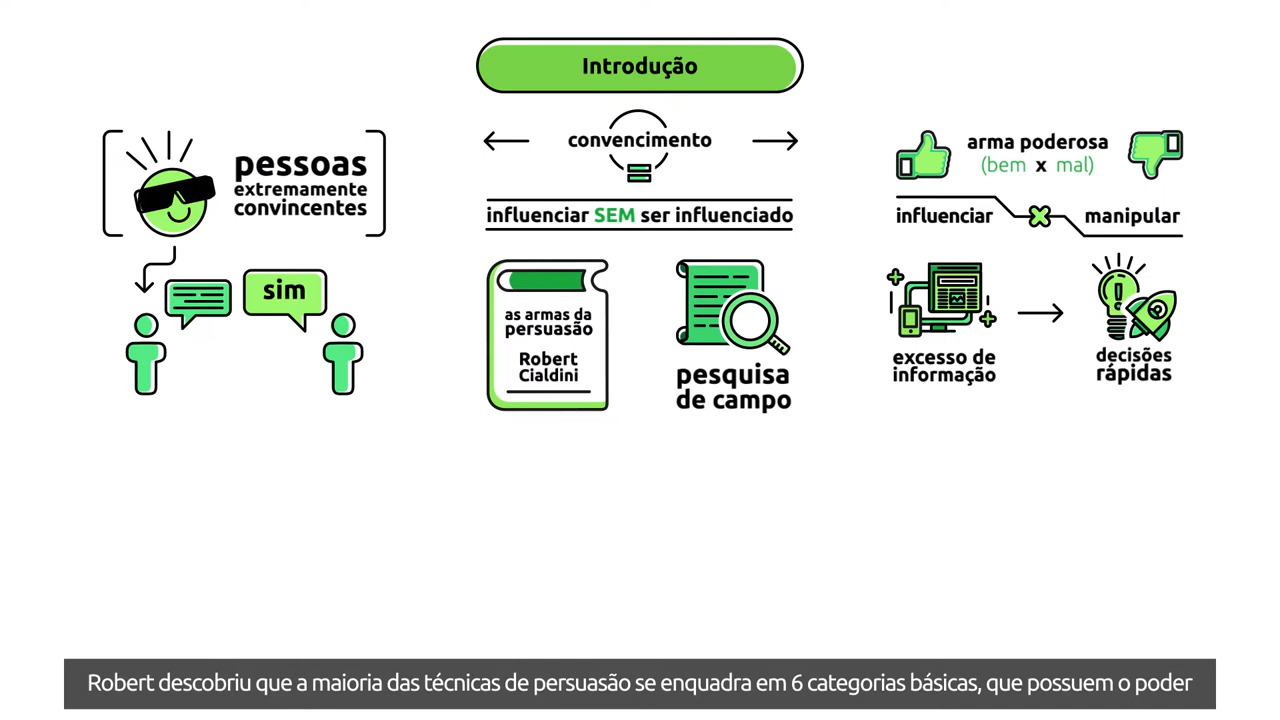 Introdução
pessoas
extremamente
convincentes
sim
convencimento
influenciar SEM ser influenciado
as armas da
persuasão
Robert
Cialdini
pesquisa
de campo
arma poderosa
(bem x mal)
influenciar
manipular
excesso de
informação
decisões
rápidas
Robert descobriu que a maioria das técnicas de persuasão se enquadra em 6 categorias básicas, que possuem o poder